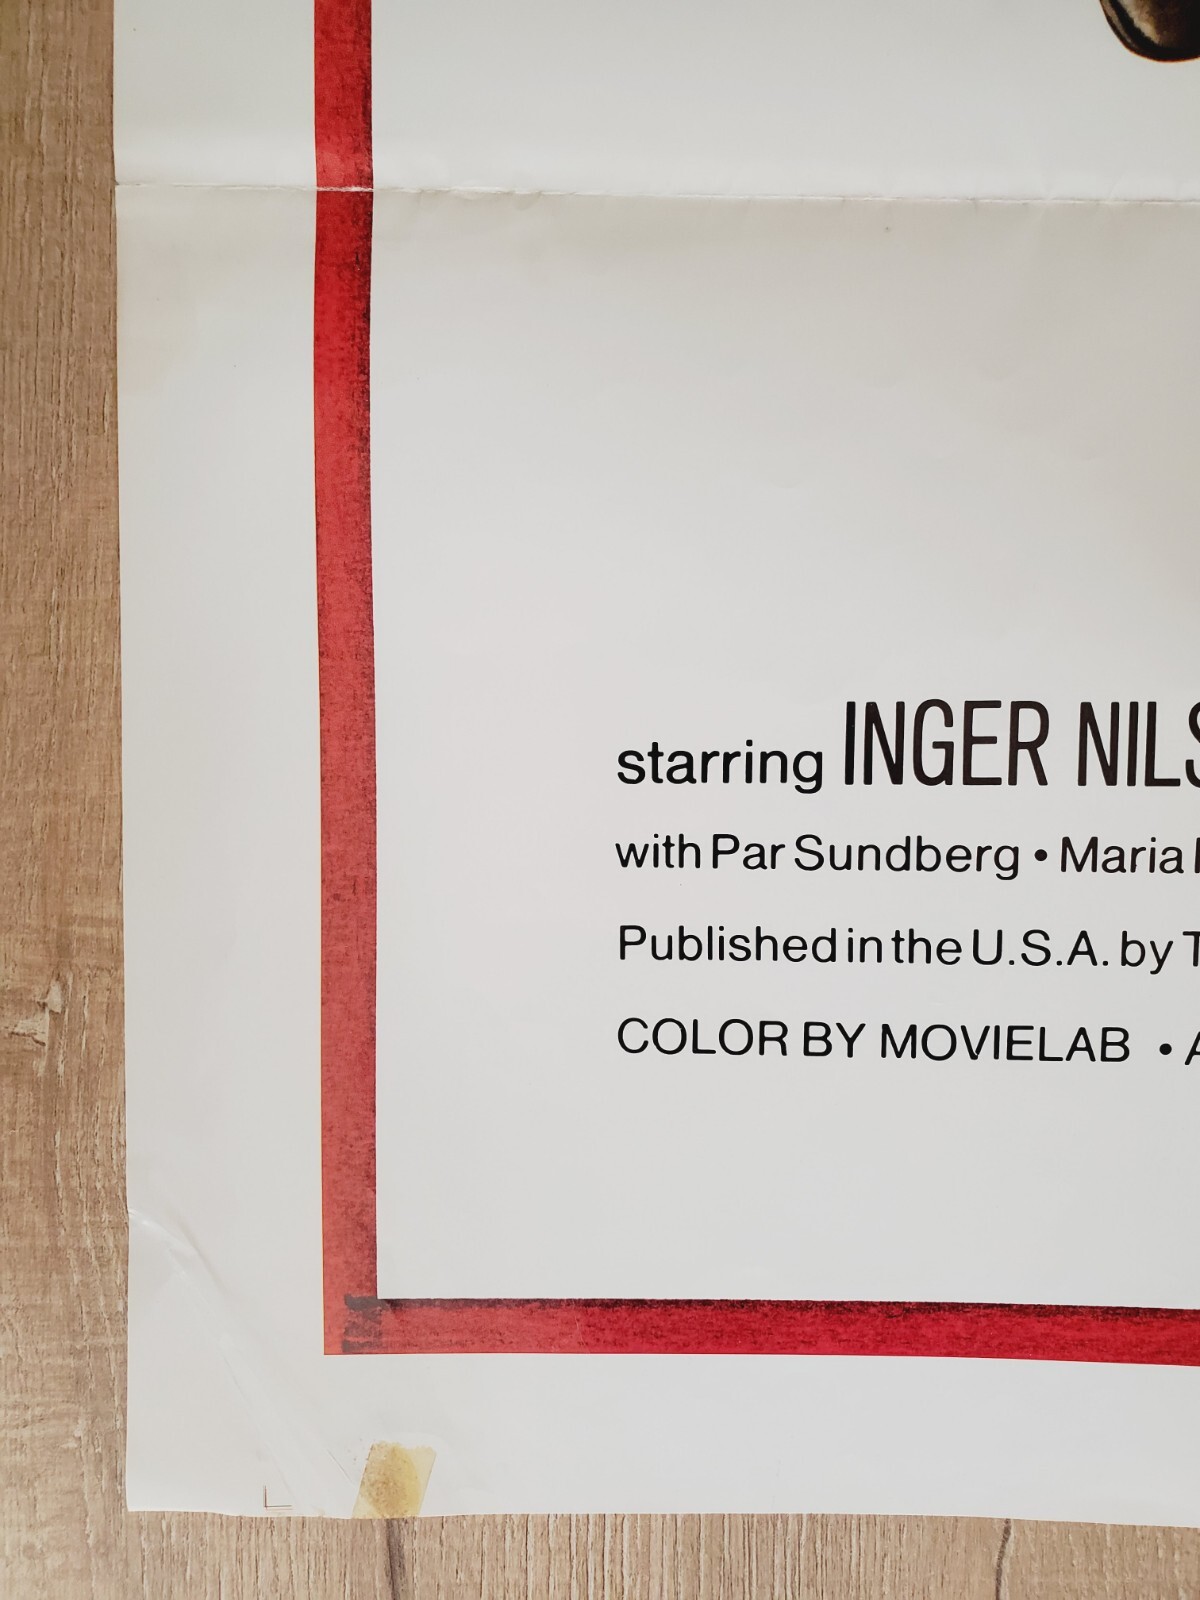 starring INGER NILS
with Par Sundberg • Maria
Published in the U.S.A. by T
COLOR BY MOVIELAB • A